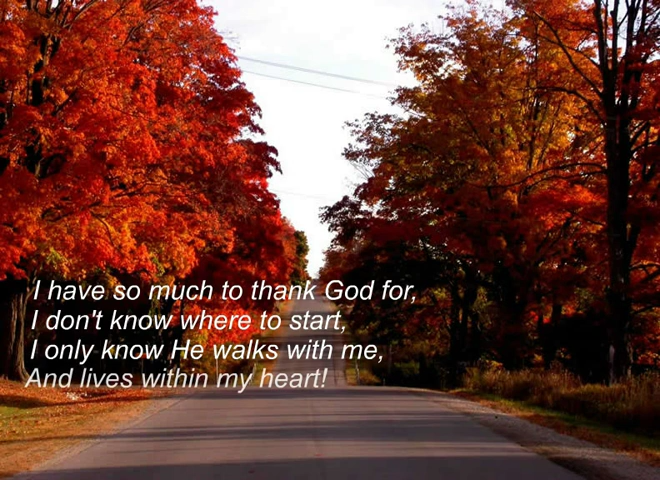 I have so much to thank God for,
I don't know where to start,
I only know He walks with me,
And lives within my heart!